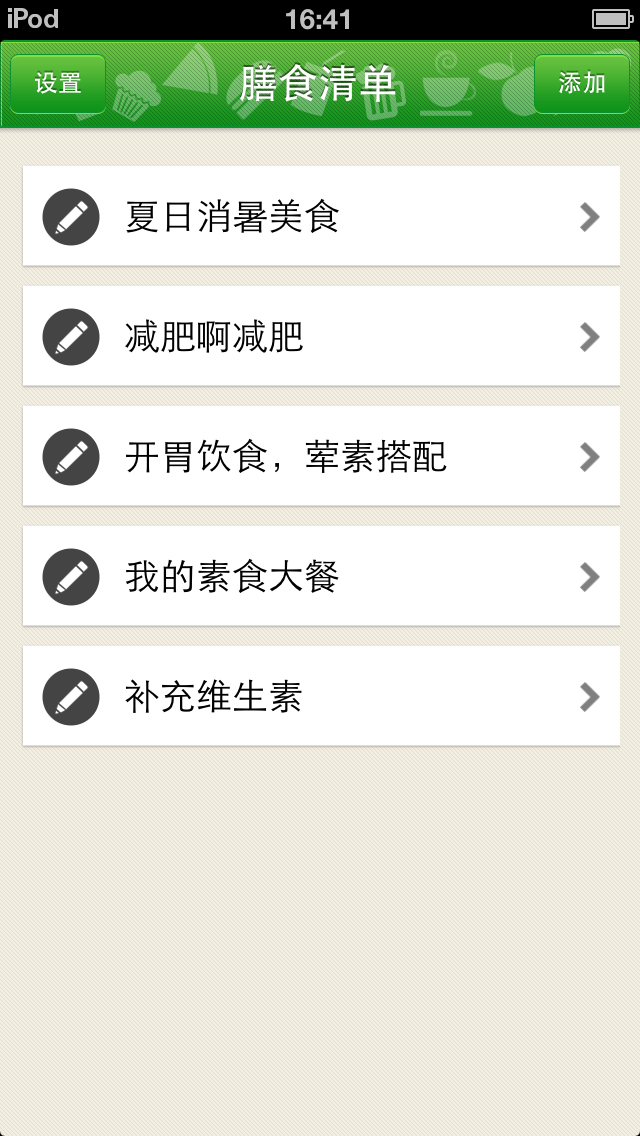 iPod 16:41
设置 膳食清单 添加
夏日消暑美食
减肥啊减肥
开胃饮食，荤素搭配
我的素食大餐
补充维生素